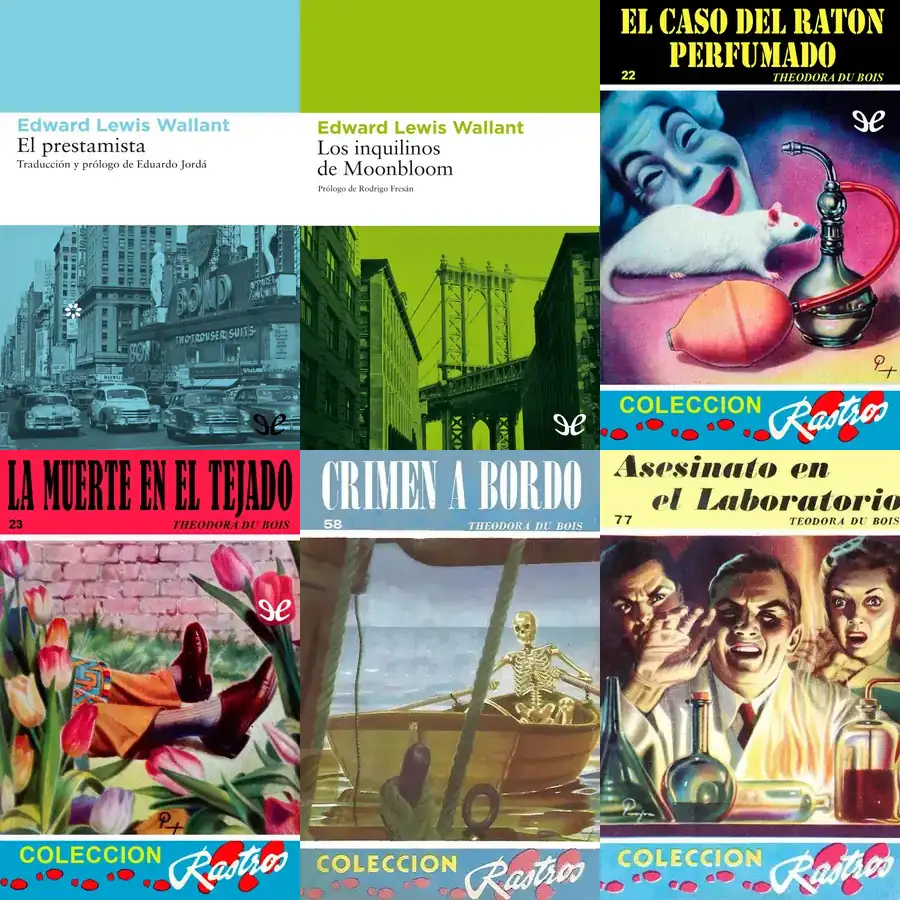 Edward Lewis Wallant
El prestamista
Traducción y prólogo de Eduardo Jordá
BOND
TWO TROUSER SUITS
Edward Lewis Wallant
Los inquilinos
de Moonbloom
Prólogo de Rodrigo Fresán
EL CASO DEL RATON
PERFUMADO
22
THEODORA DU BOIS
COLECCION
Rastros
LA MUERTE EN EL TEJADO
23
THEODORA DU BOIS
COLECCION
Rastros
CRIMEN A BORDO
58
THEODORA DU BOIS
COLECCION
Rastros
Asesinato en
el Laboratorio
77
TEODORA DU BOIS
COLECCION
Rastros